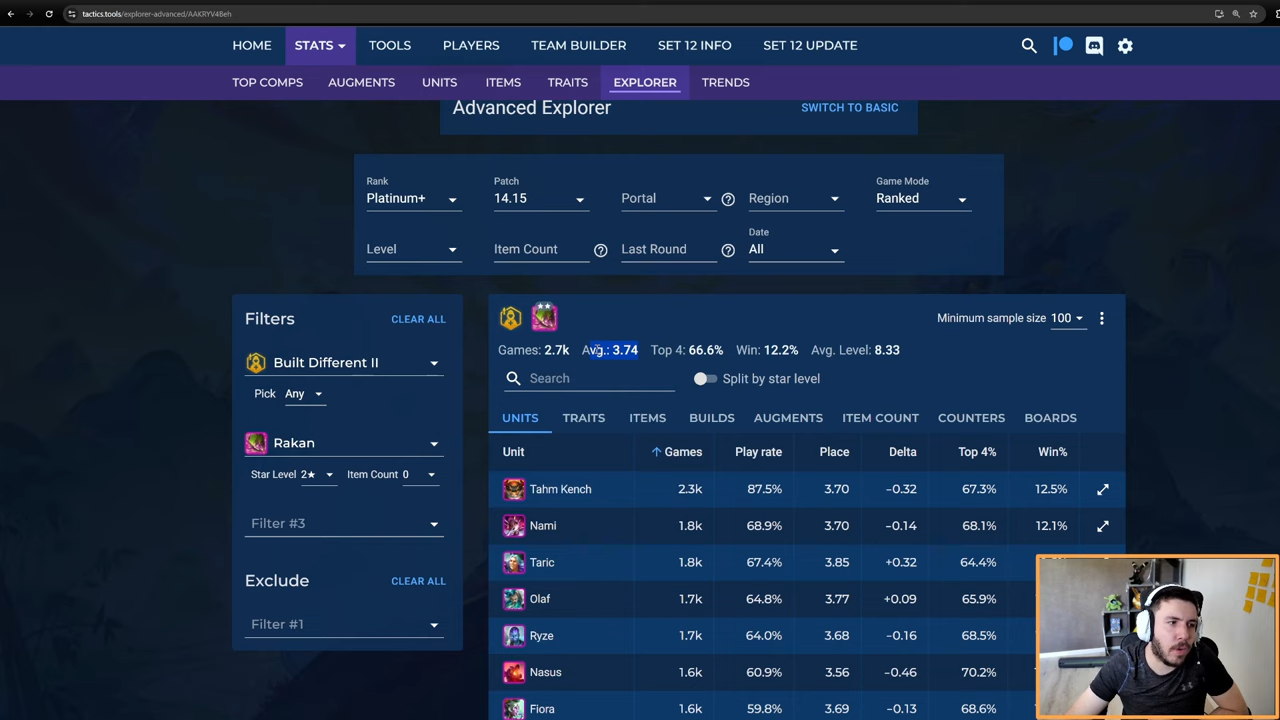 tactics.tools/explorer-advanced/AAKRYV4Beh
HOME STATS TOOLS PLAYERS TEAM BUILDER SET 12 INFO SET 12 UPDATE
TOP COMPS AUGMENTS UNITS ITEMS TRAITS EXPLORER TRENDS
Advanced Explorer SWITCH TO BASIC
Rank Patch Game Mode
Platinum+ 14.15 Portal Region Ranked
Date
Level Item Count Last Round All
Filters CLEAR ALL
Built Different II
Pick Any
Rakan
Star Level 2★ Item Count 0
Filter #3
Exclude CLEAR ALL
Filter #1
Minimum sample size 100
Games: 2.7k Avg.: 3.74 Top 4: 66.6% Win: 12.2% Avg. Level: 8.33
Search Split by star level
UNITS TRAITS ITEMS BUILDS AUGMENTS ITEM COUNT COUNTERS BOARDS
Unit Games Play rate Place Delta Top 4% Win%
Tahm Kench 2.3k 87.5% 3.70 −0.32 67.3% 12.5%
Nami 1.8k 68.9% 3.70 −0.14 68.1% 12.1%
Taric 1.8k 67.4% 3.85 +0.32 64.4%
Olaf 1.7k 64.8% 3.77 +0.09 65.9%
Ryze 1.7k 64.0% 3.68 −0.16 68.5%
Nasus 1.6k 60.9% 3.56 −0.46 70.2%
Fiora 1.6k 59.8% 3.69 −0.13 68.6%